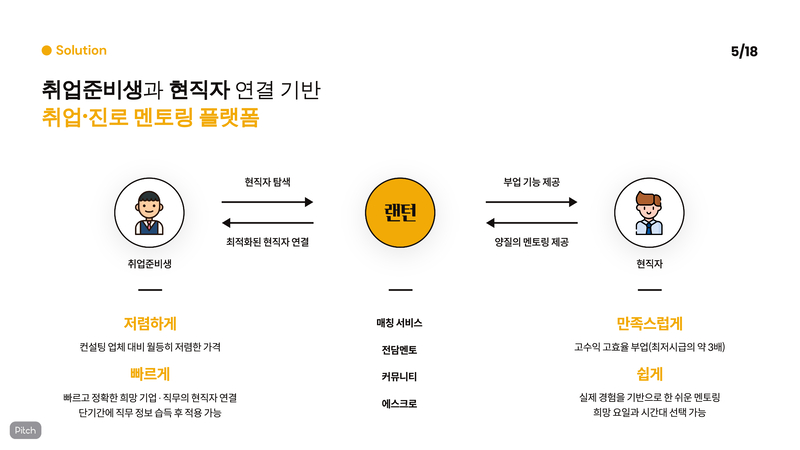 Solution
5/18
취업준비생과 현직자 연결 기반
취업·진로 멘토링 플랫폼
현직자 탐색
최적화된 현직자 연결
랜턴
부업 기능 제공
양질의 멘토링 제공
취업준비생
현직자
저렴하게
컨설팅 업체 대비 월등히 저렴한 가격
빠르게
빠르고 정확한 희망 기업 · 직무의 현직자 연결
단기간에 직무 정보 습득 후 적용 가능
매칭 서비스
전담멘토
커뮤니티
에스크로
만족스럽게
고수익 고효율 부업(최저시급의 약 3배)
쉽게
실제 경험을 기반으로 한 쉬운 멘토링
희망 요일과 시간대 선택 가능
Pitch